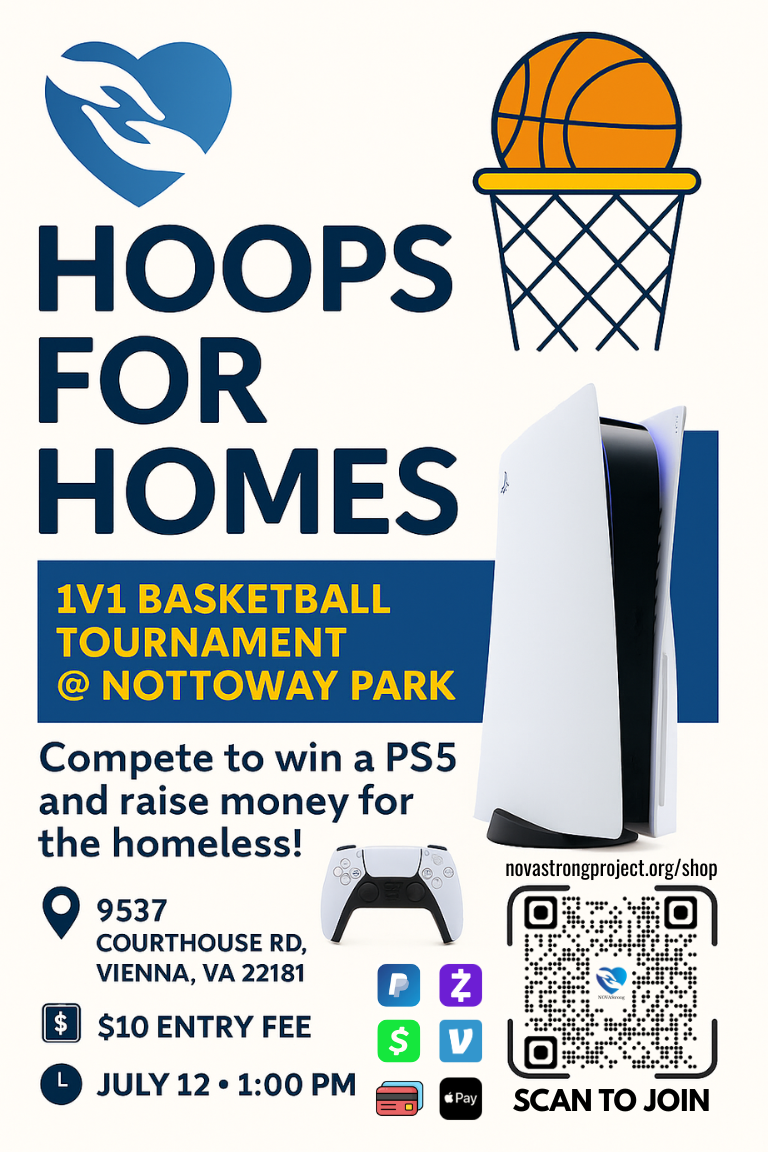 HOOPS
FOR
HOMES
1V1 BASKETBALL
TOURNAMENT
@ NOTTOWAY PARK
Compete to win a PS5
and raise money for
the homeless!
novastrongproject.org/shop
9537
COURTHOUSE RD,
VIENNA, VA 22181
$ $10 ENTRY FEE
JULY 12 • 1:00 PM
$
Pay
NOVAStrong
SCAN TO JOIN